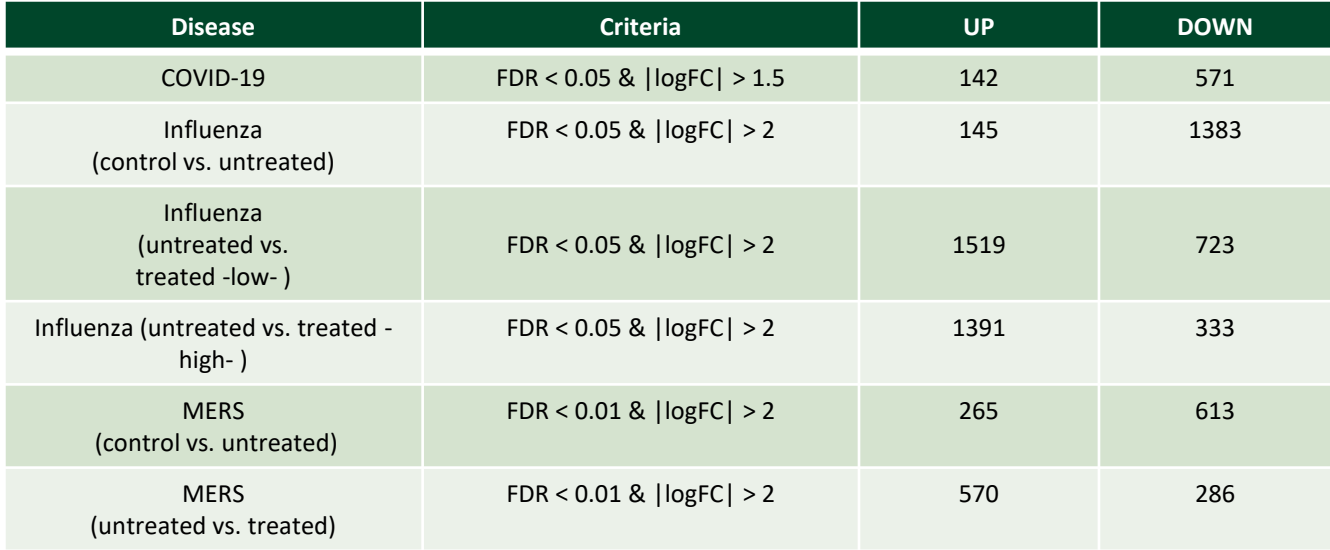 Disease Criteria UP DOWN
COVID-19 FDR < 0.05 & |logFC| > 1.5 142 571
Influenza FDR < 0.05 & |logFC| > 2 145 1383
(control vs. untreated)
Influenza
(untreated vs. FDR < 0.05 & |logFC| > 2 1519 723
treated -low- )
Influenza (untreated vs. treated - FDR < 0.05 & |logFC| > 2 1391 333
high- )
MERS FDR < 0.01 & |logFC| > 2 265 613
(control vs. untreated)
MERS FDR < 0.01 & |logFC| > 2 570 286
(untreated vs. treated)